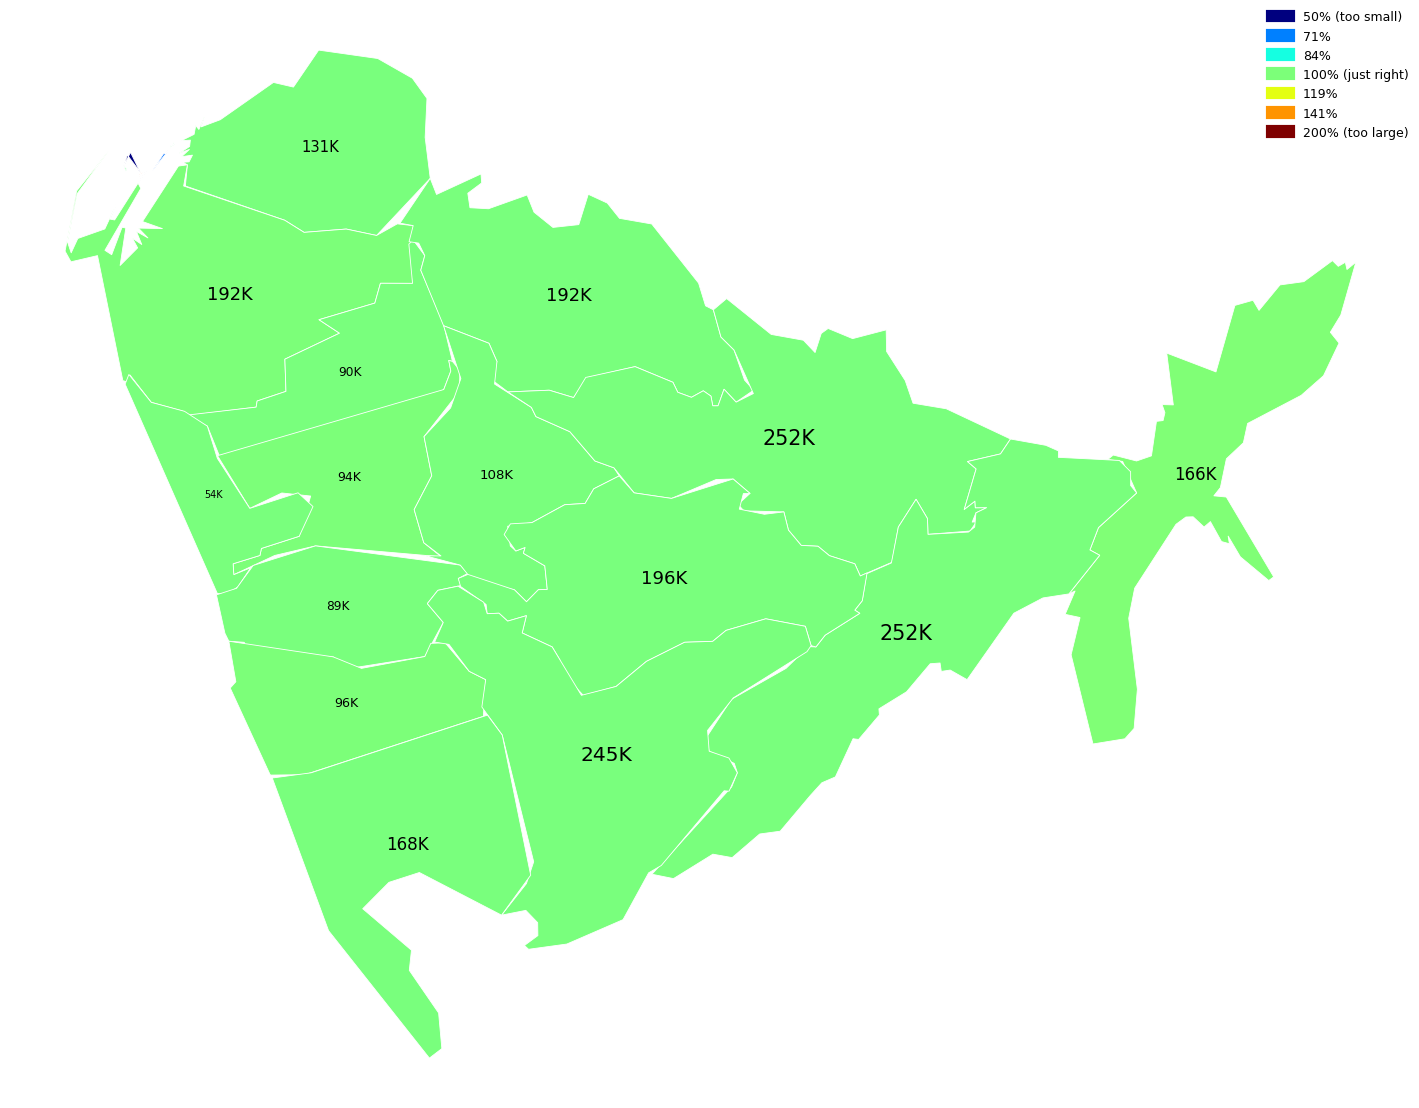 50% (too small)
71%
84%
100% (just right)
119%
141%
200% (too large)
131K
192K
192K
90K
252K
94K
108K
166K
54K
196K
89K
252K
96K
245K
168K